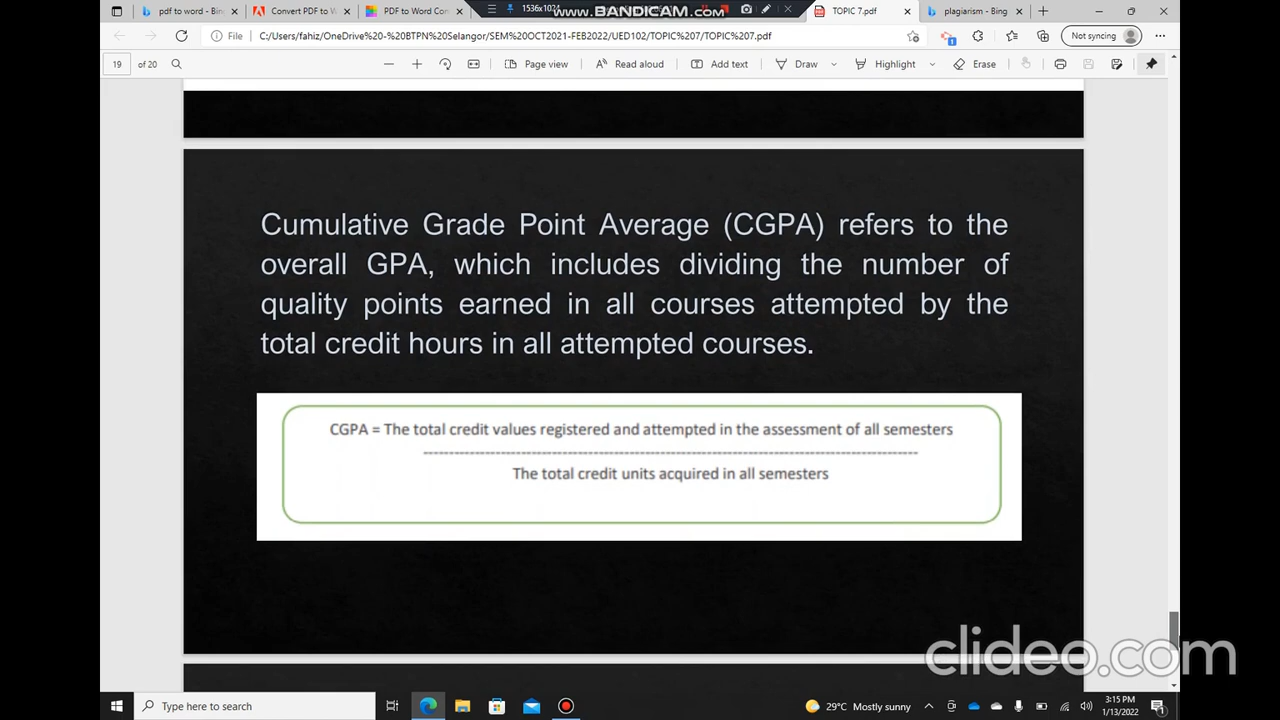 pdf to word - Bing
Convert PDF to W
PDF to Word Con
1536x102
www.BANDICAM.com
TOPIC 7.pdf
plagiarism - Bing
File
C:/Users/fahiz/OneDrive%20-%20BTPN%20Selangor/SEM%20OCT2021-FEB2022/UED102/TOPIC%207/TOPIC%207.pdf
Not syncing
19 of 20
Page view
Read aloud
Add text
Draw
Highlight
Erase
Cumulative Grade Point Average (CGPA) refers to the
overall GPA, which includes dividing the number of
quality points earned in all courses attempted by the
total credit hours in all attempted courses.
CGPA = The total credit values registered and attempted in the assessment of all semesters
The total credit units acquired in all semesters
clideo.com
Type here to search
29°C Mostly sunny
3:15 PM
1/13/2022